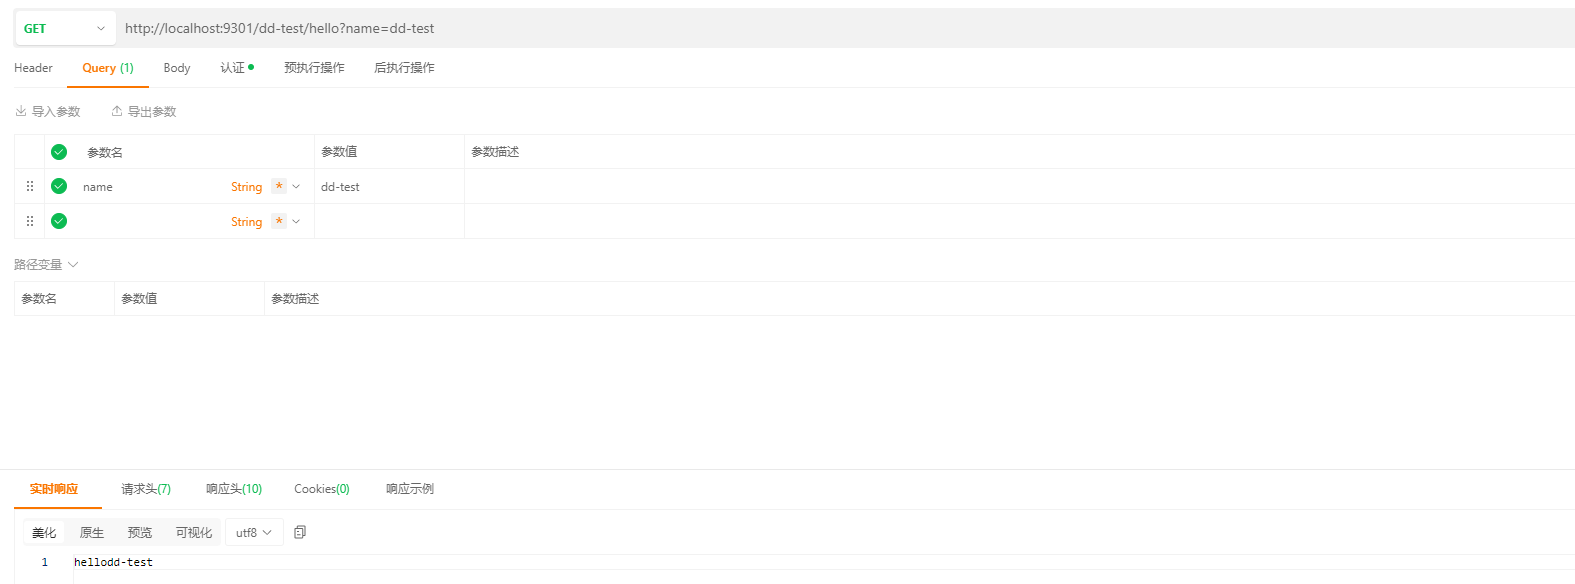 GET http://localhost:9301/dd-test/hello?name=dd-test
Header Query (1) Body 认证 预执行操作 后执行操作
导入参数 导出参数
参数名 参数值 参数描述
name String * dd-test
String *
路径变量
参数名 参数值 参数描述
实时响应 请求头(7) 响应头(10) Cookies(0) 响应示例
美化 原生 预览 可视化 utf8
1 hellodd-test